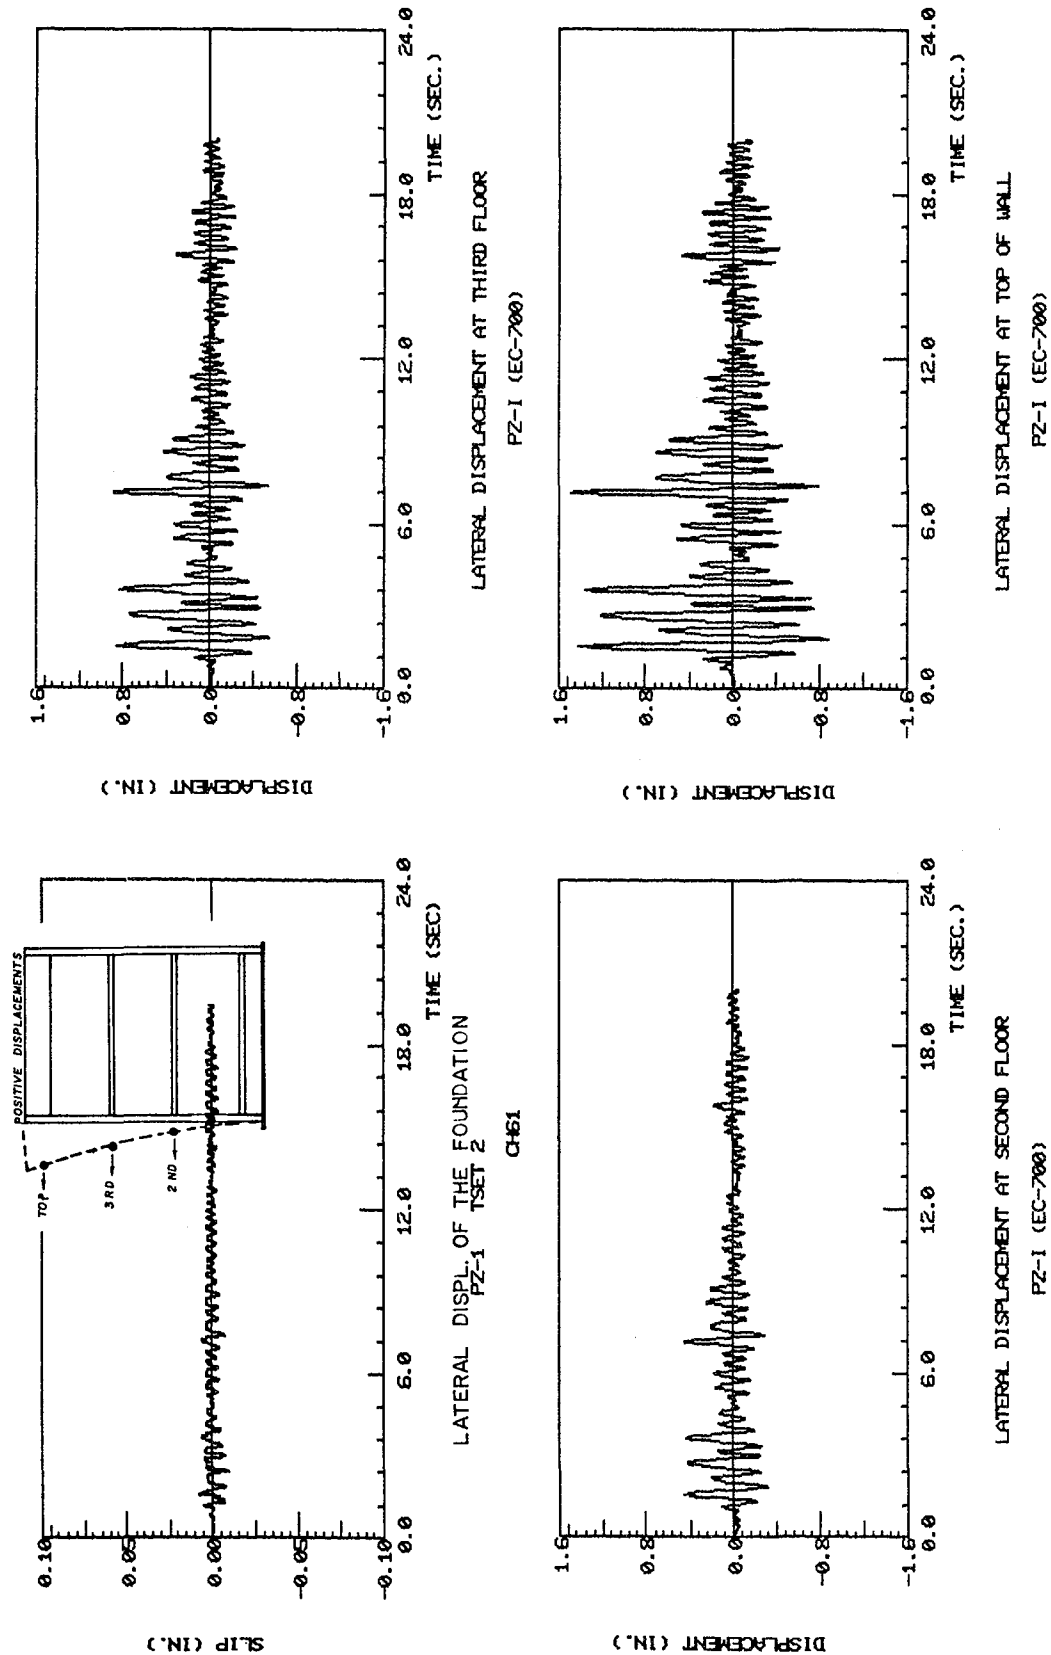 POSITIVE DISPLACEMENTS
TOP
3 RD
2 ND
SLIP (IN.)
0.10
0.05
0.00
-0.05
-0.10
0.0
6.0
12.0
18.0
24.0
TIME (SEC)
LATERAL DISPL. OF THE FOUNDATION
PZ-1 TSET 2
CH61
DISPLACEMENT (IN.)
1.6
0.8
0.0
-0.8
-1.6
0.0
6.0
12.0
18.0
24.0
TIME (SEC.)
LATERAL DISPLACEMENT AT THIRD FLOOR
PZ-I (EC-700)
DISPLACEMENT (IN.)
1.6
0.8
0.0
-0.8
-1.6
0.0
6.0
12.0
18.0
24.0
TIME (SEC.)
LATERAL DISPLACEMENT AT SECOND FLOOR
PZ-I (EC-700)
DISPLACEMENT (IN.)
1.6
0.8
0.0
-0.8
-1.6
0.0
6.0
12.0
18.0
24.0
TIME (SEC.)
LATERAL DISPLACEMENT AT TOP OF WALL
PZ-I (EC-700)